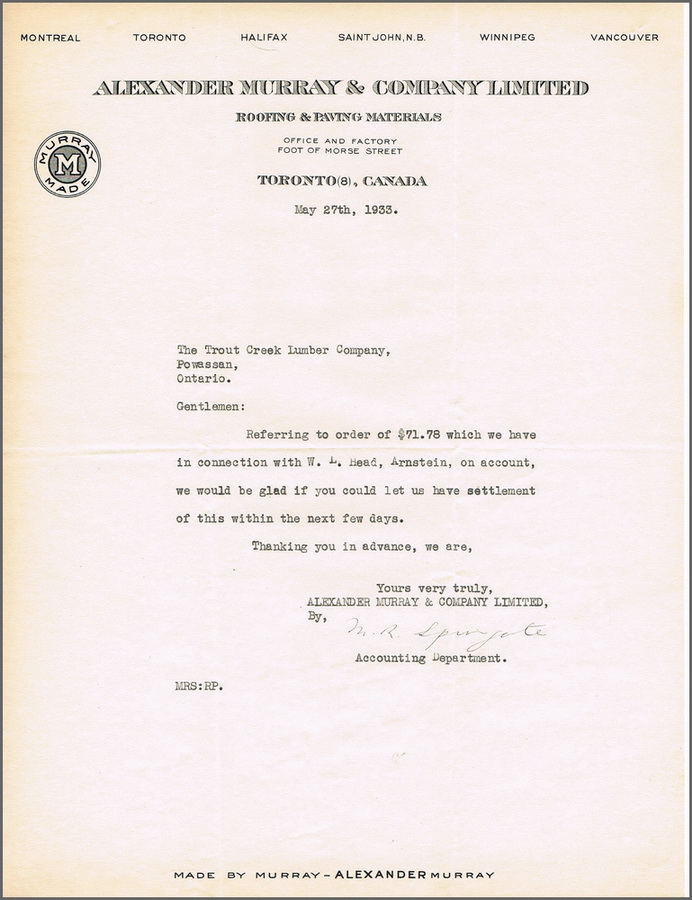 MONTREAL TORONTO HALIFAX SAINT JOHN, N.B. WINNIPEG VANCOUVER
ALEXANDER MURRAY & COMPANY LIMITED
ROOFING & PAVING MATERIALS
OFFICE AND FACTORY
FOOT OF MORSE STREET
MURRAY
M
MADE
TORONTO (8), CANADA
May 27th, 1933.
The Trout Creek Lumber Company,
Powassan,
Ontario.
Gentlemen:
Referring to order of $71.78 which we have
in connection with W. L. Head, Arnstein, on account,
we would be glad if you could let us have settlement
of this within the next few days.
Thanking you in advance, we are,
Yours very truly,
ALEXANDER MURRAY & COMPANY LIMITED,
By,
M. R. Spurgate
Accounting Department.
MRS:RP.
MADE BY MURRAY - ALEXANDER MURRAY